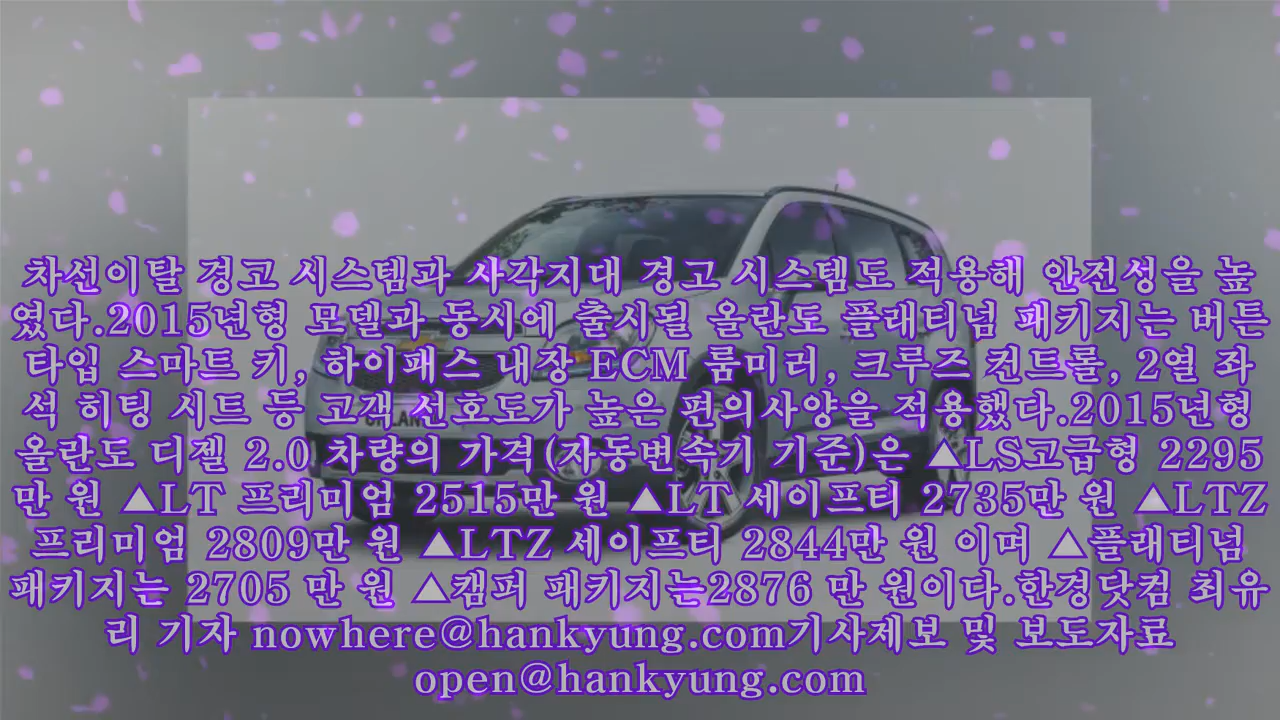 차선이탈 경고 시스템과 사각지대 경고 시스템도 적용해 안전성을 높
였다.2015년형 모델과 동시에 출시될 올란도 플래티넘 패키지는 버튼
타입 스마트 키, 하이패스 내장 ECM 룸미러, 크루즈 컨트롤, 2열 좌
석 히팅 시트 등 고객 선호도가 높은 편의사양을 적용했다.2015년형
올란도 디젤 2.0 차량의 가격(자동변속기 기준)은 ▲LS고급형 2295
만 원 ▲LT 프리미엄 2515만 원 ▲LT 세이프티 2735만 원 ▲LTZ
프리미엄 2809만 원 ▲LTZ 세이프티 2844만 원 이며 ▲플래티넘
패키지는 2705 만 원 ▲캠퍼 패키지는2876 만 원이다.한경닷컴 최유
리 기자 nowhere@hankyung.com기사제보 및 보도자료
open@hankyung.com